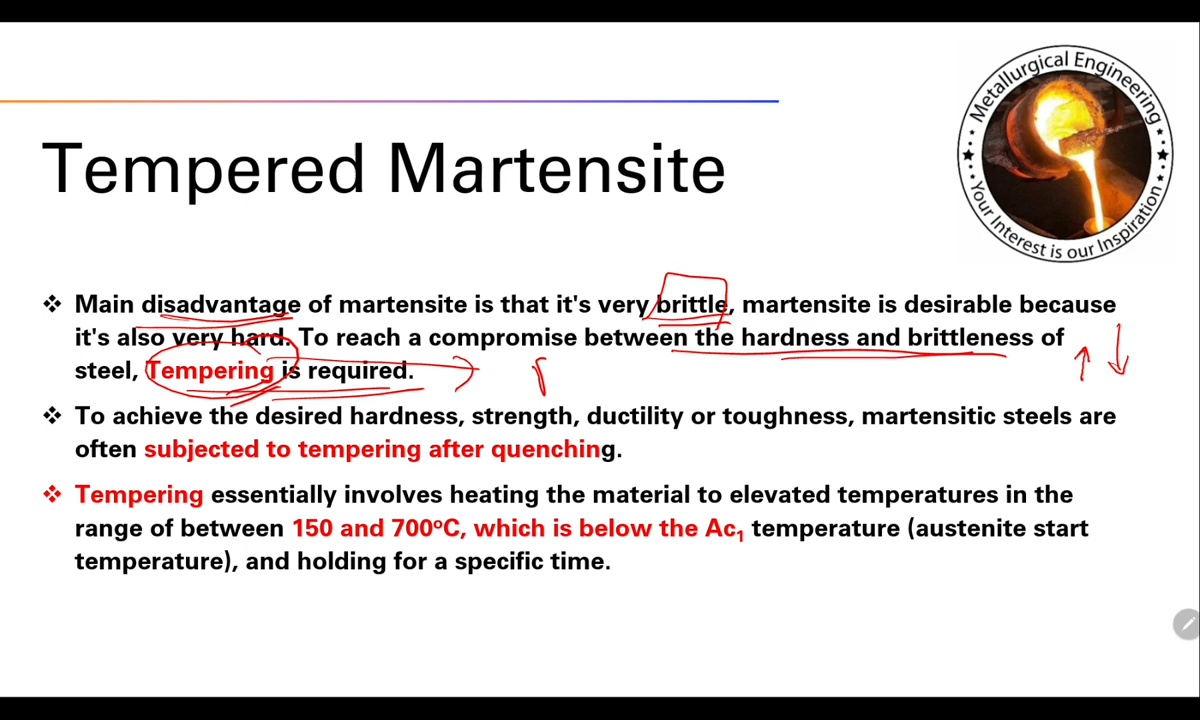 Metallurgical Engineering
Your Interest is our Inspiration
Tempered Martensite
❖ Main disadvantage of martensite is that it's very brittle, martensite is desirable because
it's also very hard. To reach a compromise between the hardness and brittleness of
steel, Tempering is required.
❖ To achieve the desired hardness, strength, ductility or toughness, martensitic steels are
often subjected to tempering after quenching.
❖ Tempering essentially involves heating the material to elevated temperatures in the
range of between 150 and 700ºC, which is below the Ac₁ temperature (austenite start
temperature), and holding for a specific time.